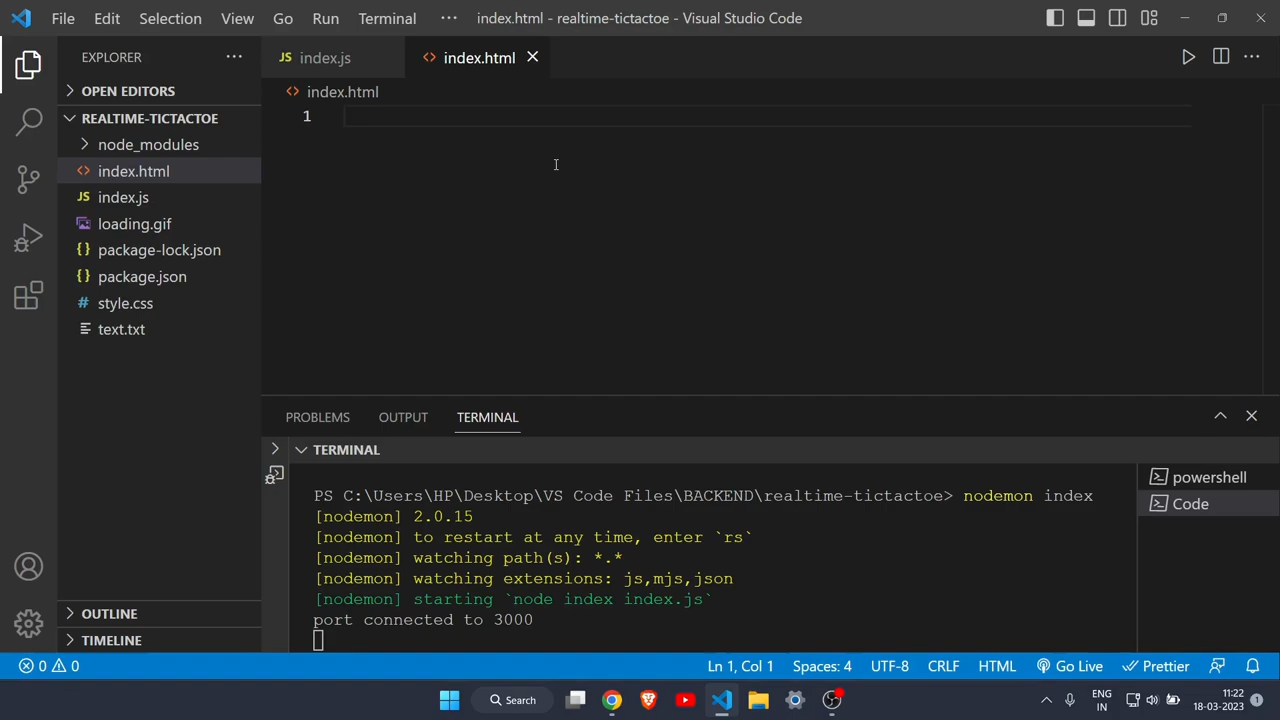 File Edit Selection View Go Run Terminal ··· index.html - realtime-tictactoe - Visual Studio Code
EXPLORER ···
JS index.js <> index.html
OPEN EDITORS
<> index.html
REALTIME-TICTACTOE
1
node_modules
<> index.html
JS index.js
loading.gif
{} package-lock.json
{} package.json
# style.css
text.txt
PROBLEMS OUTPUT TERMINAL
TERMINAL
powershell
Code
PS C:\Users\HP\Desktop\VS Code Files\BACKEND\realtime-tictactoe> nodemon index
[nodemon] 2.0.15
[nodemon] to restart at any time, enter `rs`
[nodemon] watching path(s): *.*
[nodemon] watching extensions: js,mjs,json
[nodemon] starting `node index index.js`
port connected to 3000
OUTLINE
TIMELINE
0 0 Ln 1, Col 1 Spaces: 4 UTF-8 CRLF HTML Go Live Prettier
Search
ENG
IN
11:22
18-03-2023
1